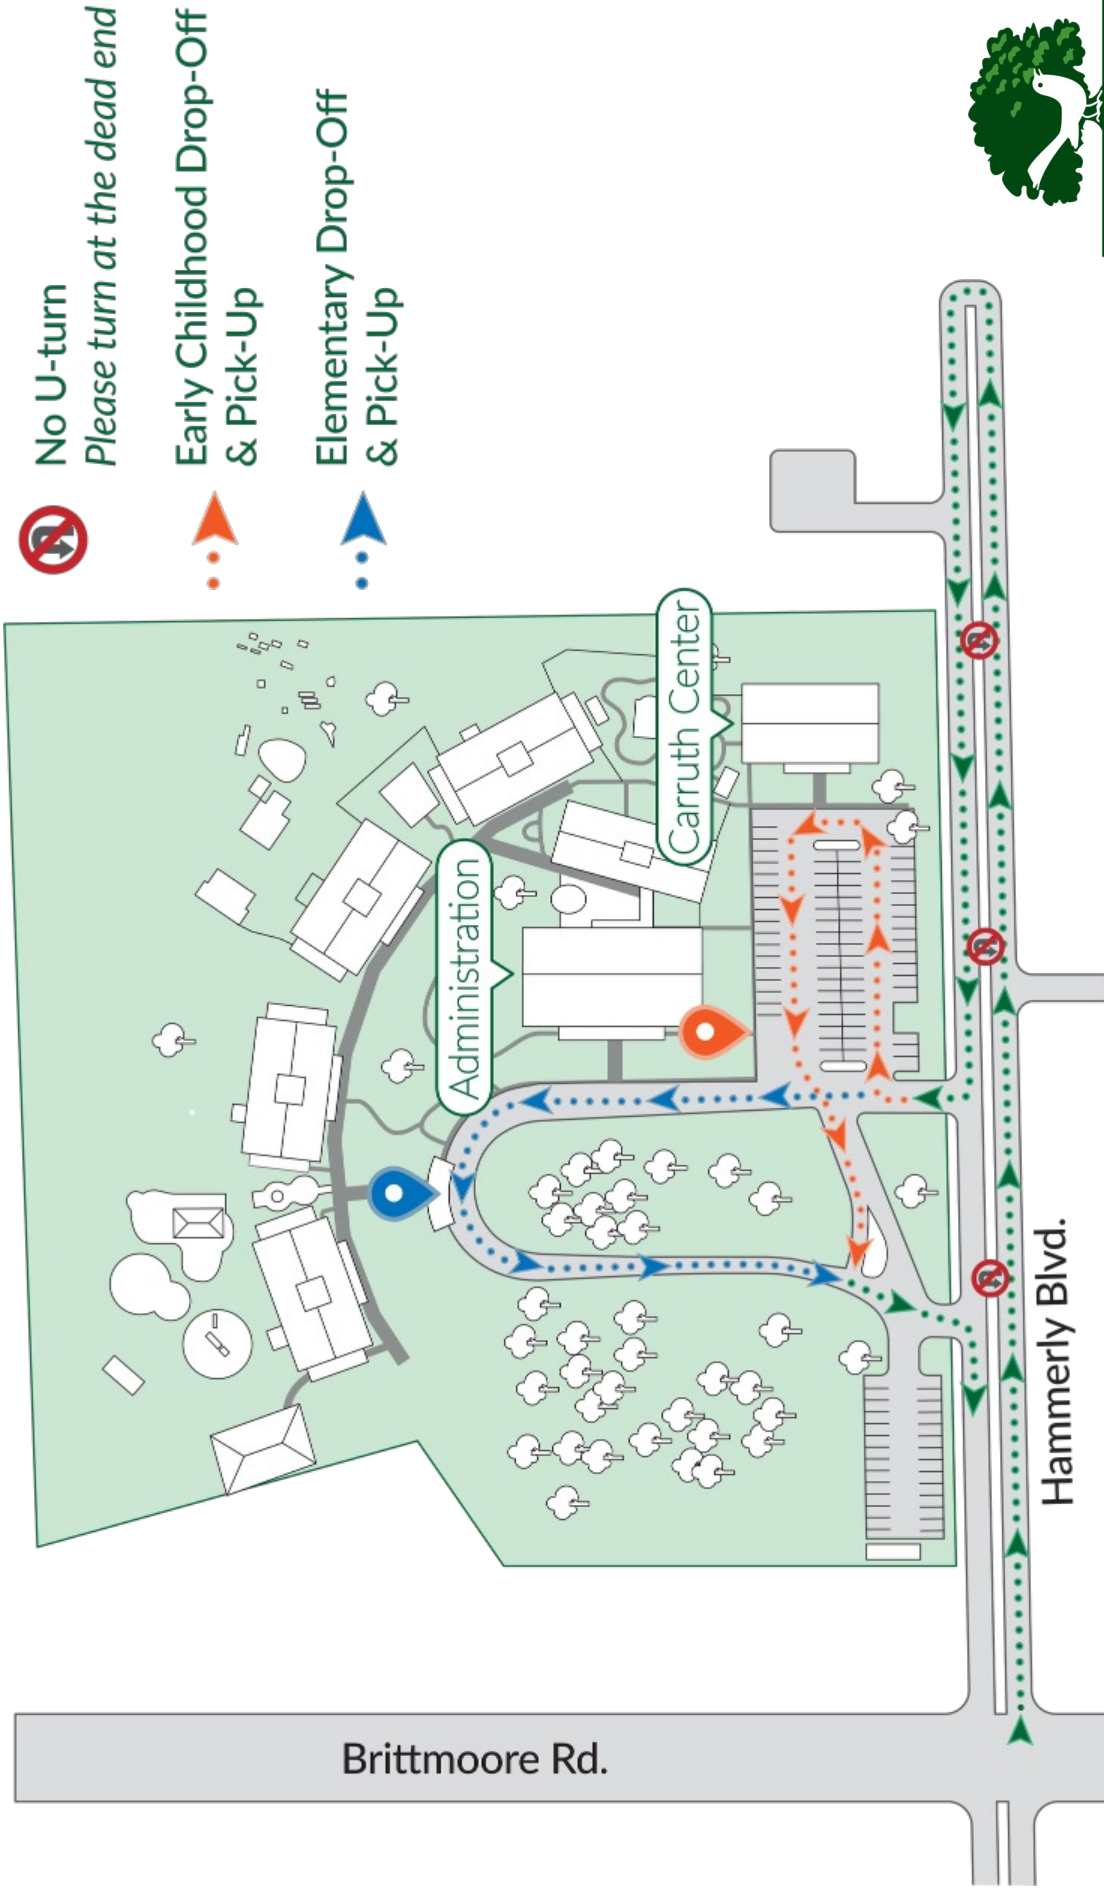 No U-turn
Please turn at the dead end
Early Childhood Drop-Off
& Pick-Up
Elementary Drop-Off
& Pick-Up
Carruth Center
Administration
Hammerly Blvd.
Brittmoore Rd.